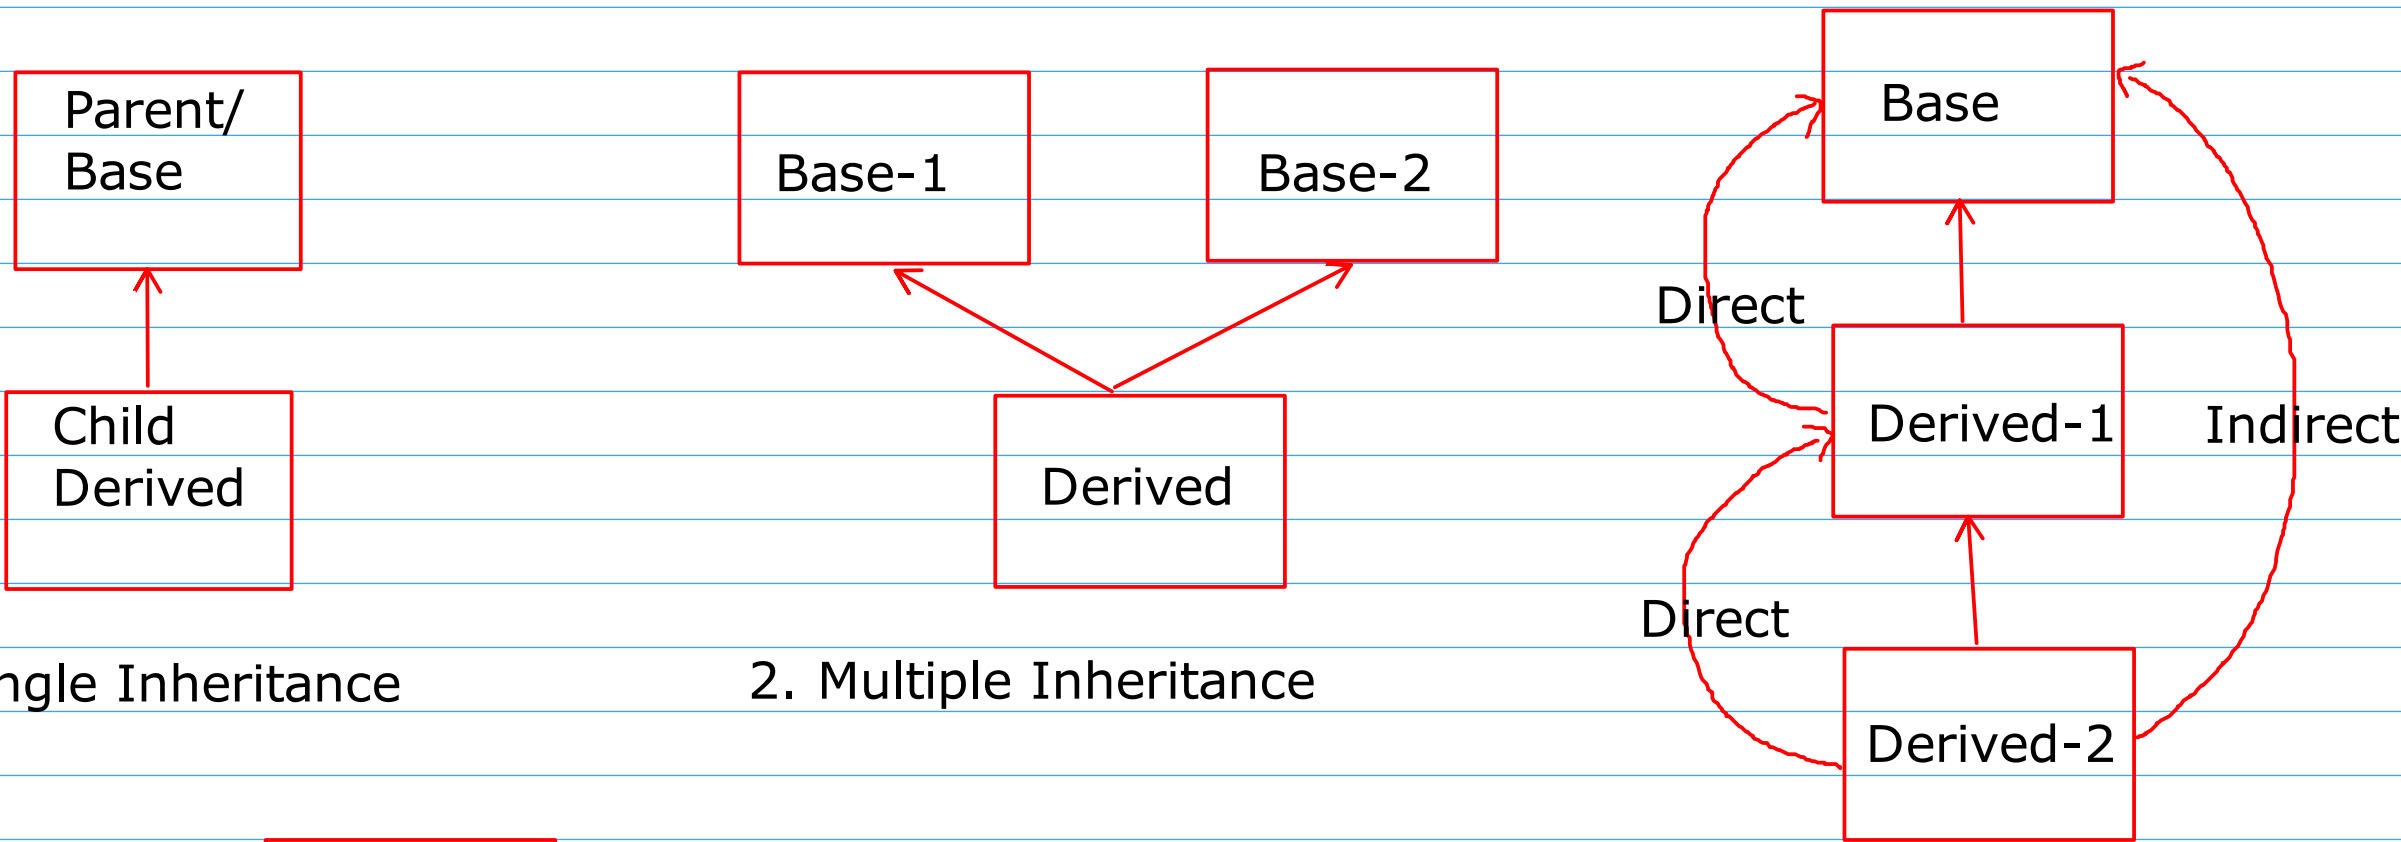 Parent/
Base
Child
Derived
ngle Inheritance
Base-1
Base-2
Derived
2. Multiple Inheritance
Base
Direct
Derived-1
Indirect
Direct
Derived-2